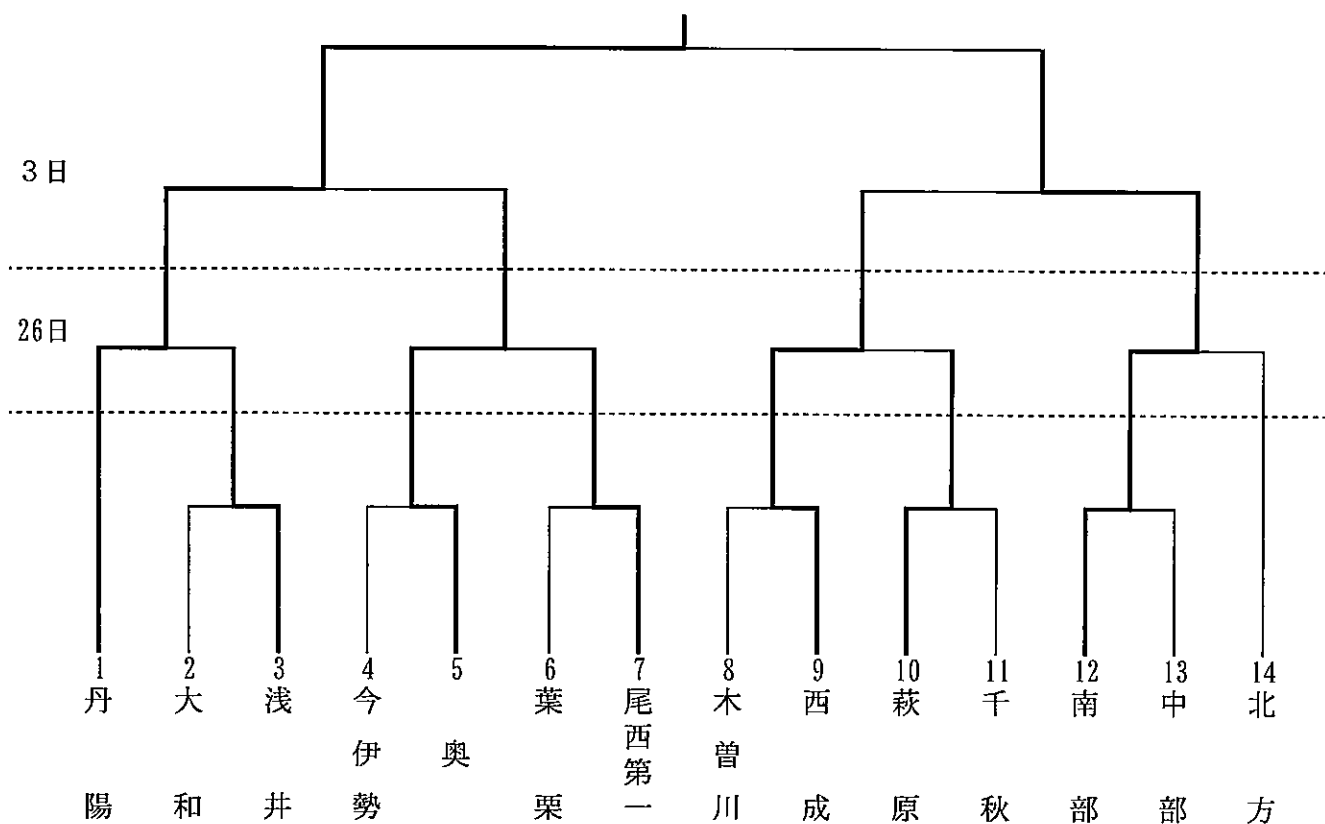 3日
26日
1 丹陽
2 大和
3 浅井
4 今伊勢
5 奥
6 葉栗
7 尾西第一
8 木曽川
9 西成
10 萩原
11 千秋
12 南部
13 中部
14 北方